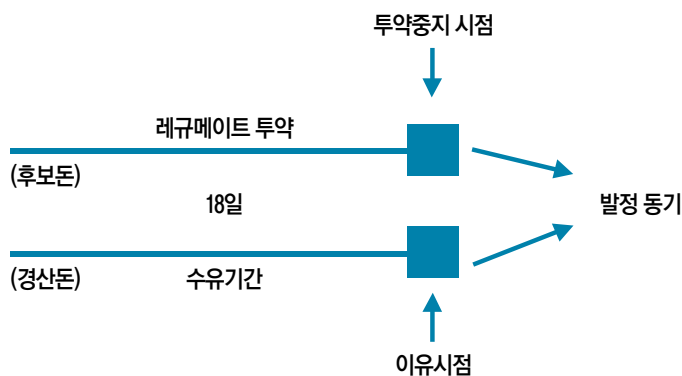 투약중지 시점
레규메이트 투약
(후보돈)
18일
발정 동기
(경산돈)
수유기간
이유시점